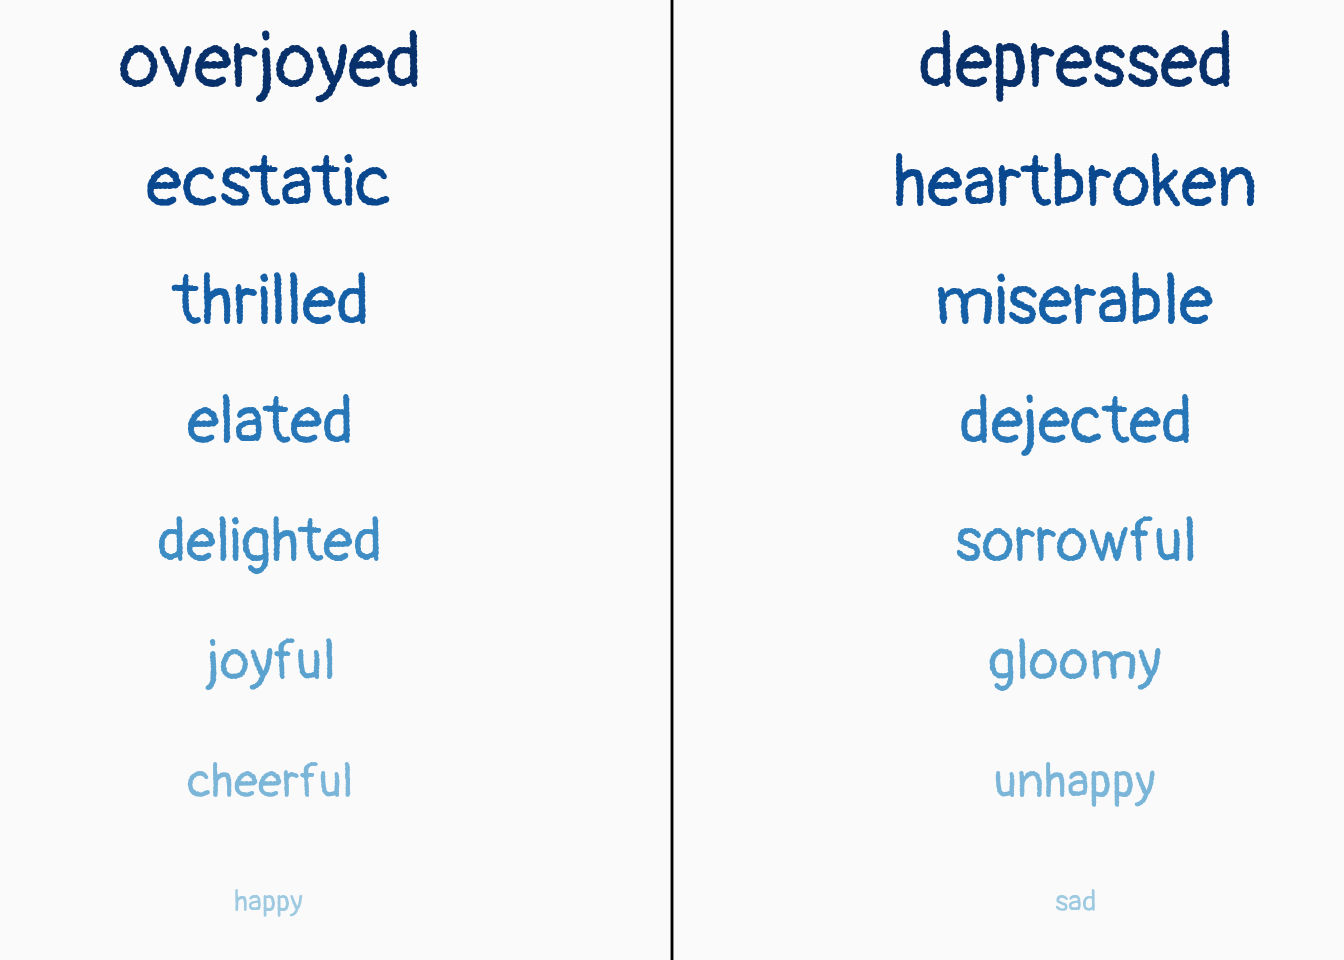 overjoyed
ecstatic
thrilled
elated
delighted
joyful
cheerful
happy
depressed
heartbroken
miserable
dejected
sorrowful
gloomy
unhappy
sad